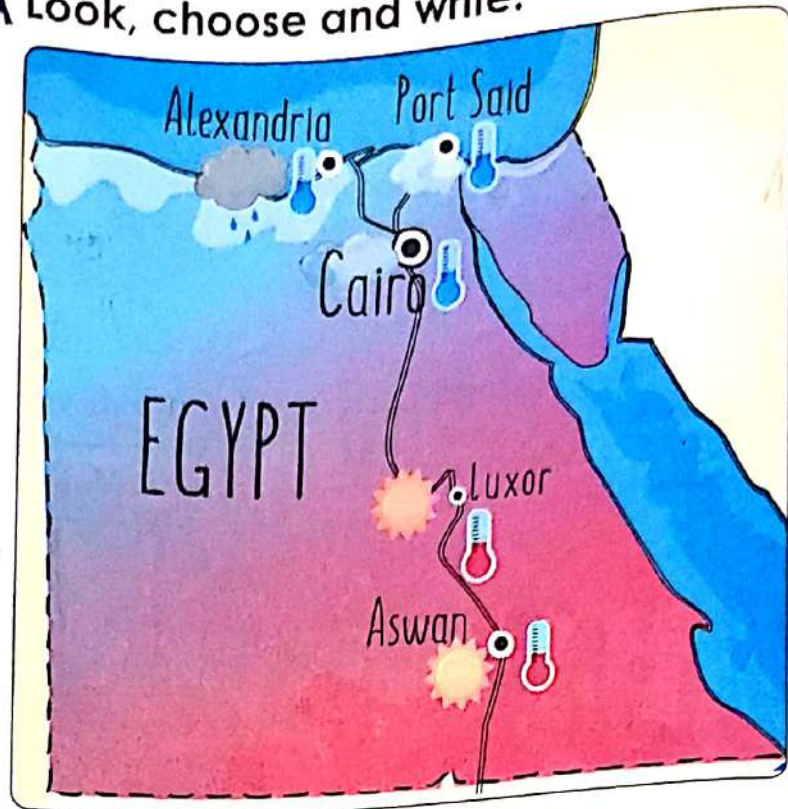 A Look, choose and write.
Alexandria
Port Said
Cairo
EGYPT
Luxor
Aswan